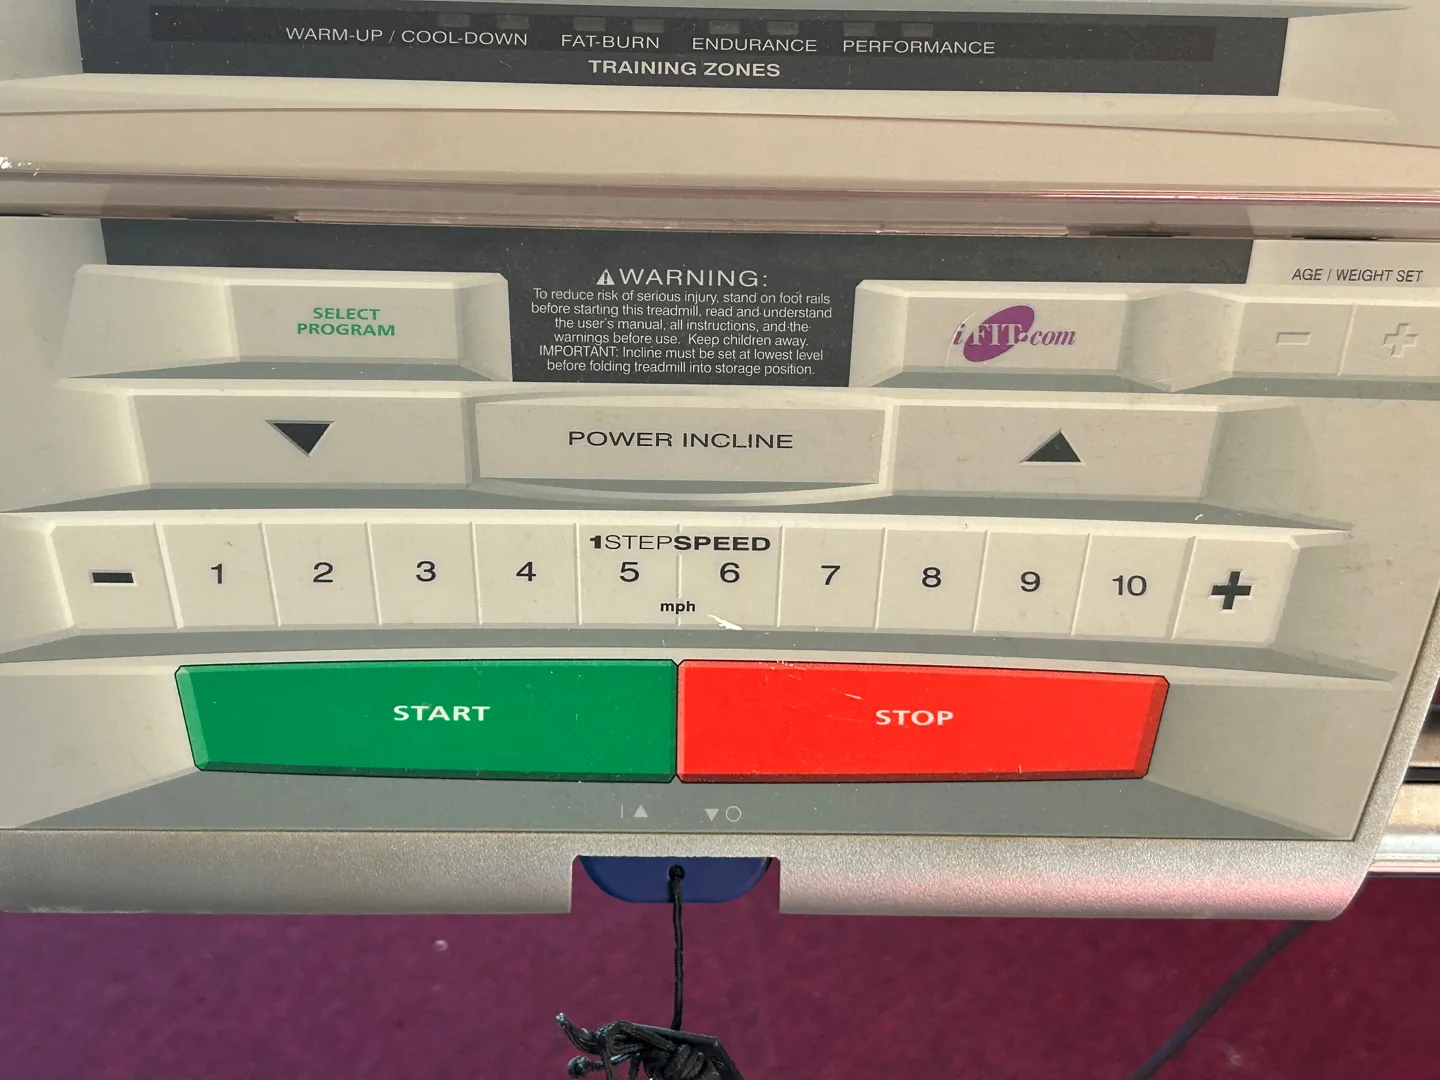 WARM-UP / COOL-DOWN FAT-BURN ENDURANCE PERFORMANCE
TRAINING ZONES
AGE / WEIGHT SET
SELECT
PROGRAM
⚠WARNING:
To reduce risk of serious injury, stand on foot rails
before starting this treadmill, read and understand
the user's manual, all instructions, and the
warnings before use. Keep children away.
IMPORTANT: Incline must be set at lowest level
before folding treadmill into storage position.
iFIT.com
− +
▼ POWER INCLINE ▲
1STEPSPEED
− 1 2 3 4 5 6 7 8 9 10 +
mph
START STOP
I▲ ▼O